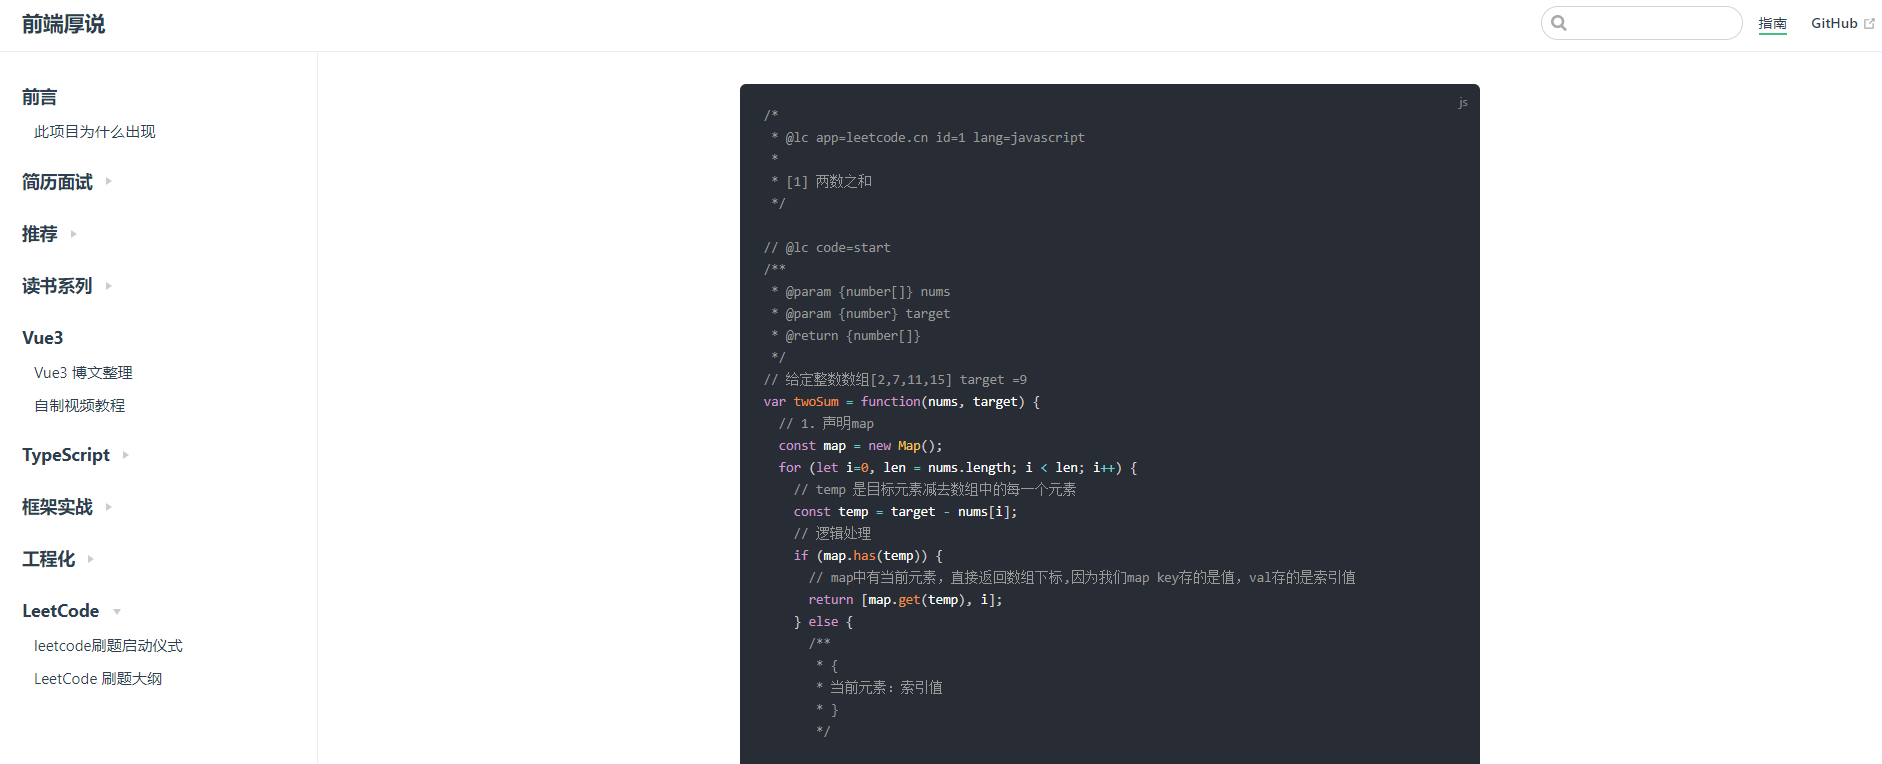 前端厚说
指南
GitHub
前言
此项目为什么出现
简历面试
推荐
读书系列
Vue3
Vue3 博文整理
自制视频教程
TypeScript
框架实战
工程化
LeetCode
leetcode刷题启动仪式
LeetCode 刷题大纲
js
/*
 * @lc app=leetcode.cn id=1 lang=javascript
 *
 * [1] 两数之和
 */
// @lc code=start
/**
 * @param {number[]} nums
 * @param {number} target
 * @return {number[]}
 */
// 给定整数数组[2,7,11,15] target =9
var twoSum = function(nums, target) {
  // 1. 声明map
  const map = new Map();
  for (let i=0, len = nums.length; i < len; i++) {
    // temp 是目标元素减去数组中的每一个元素
    const temp = target - nums[i];
    // 逻辑处理
    if (map.has(temp)) {
      // map中有当前元素，直接返回数组下标,因为我们map key存的是值，val存的是索引值
      return [map.get(temp), i];
    } else {
      /**
       * {
       * 当前元素：索引值
       * }
       */